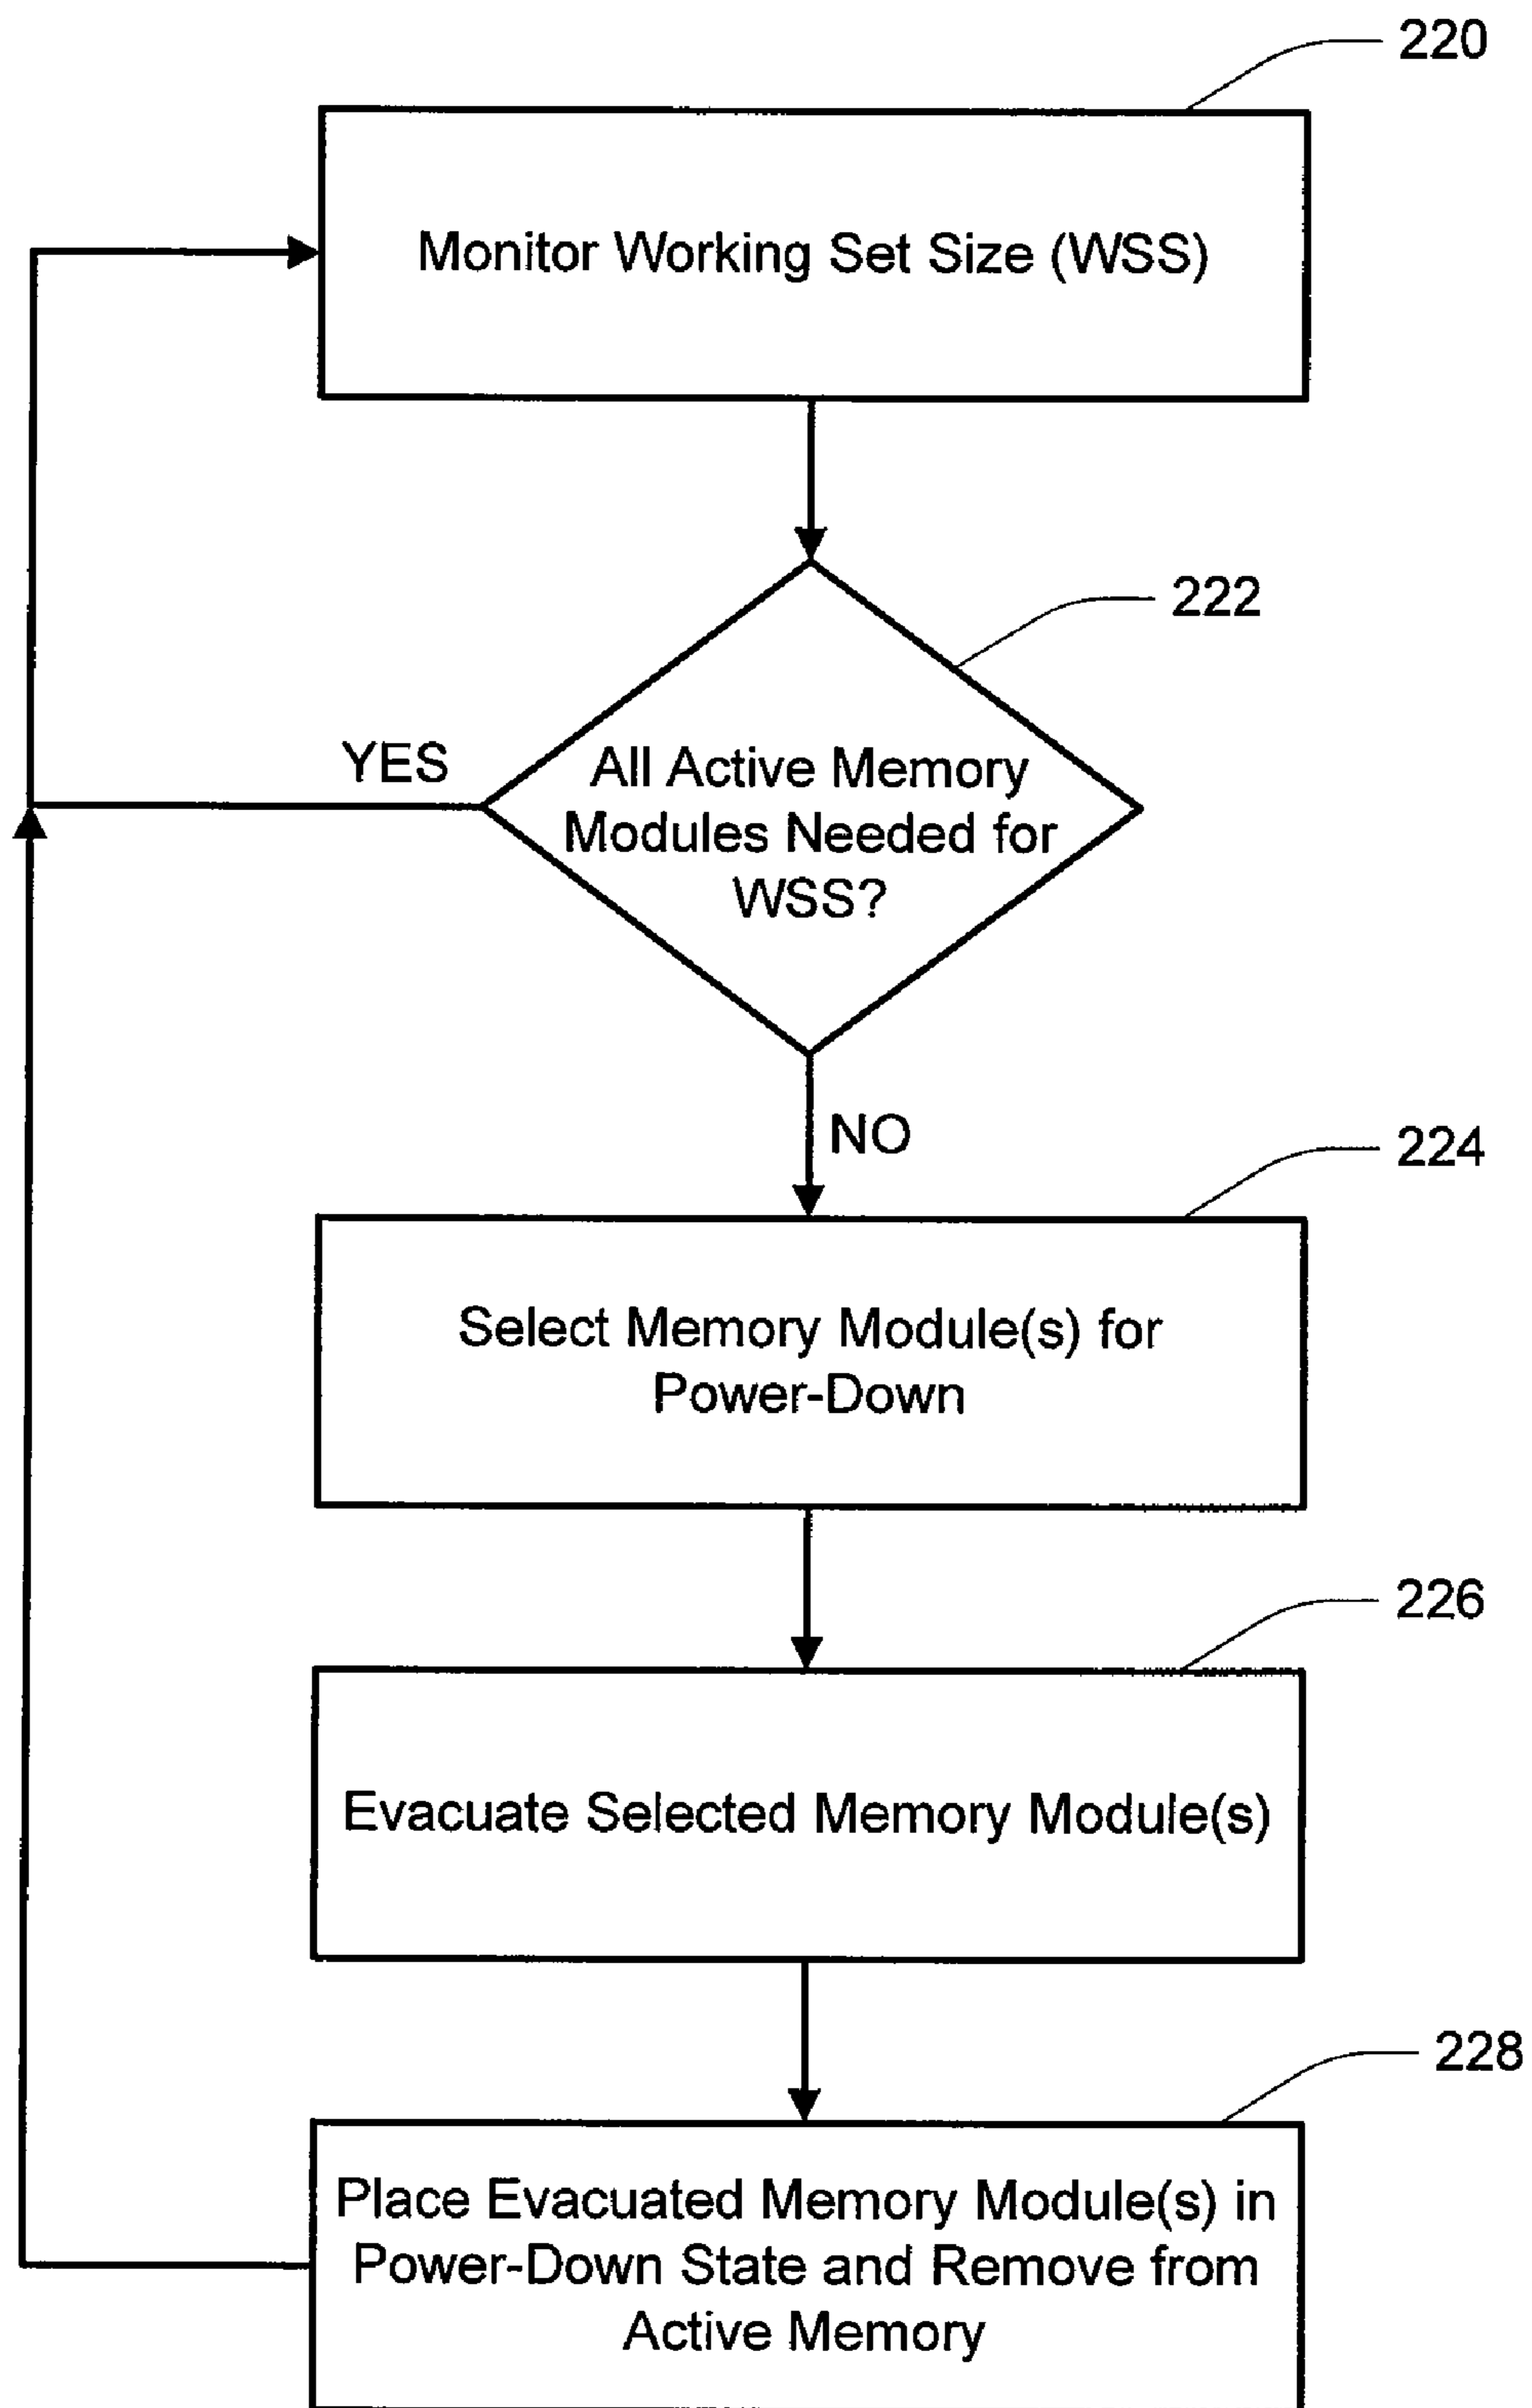 220
Monitor Working Set Size (WSS)
222
YES
All Active Memory
Modules Needed for
WSS?
NO
224
Select Memory Module(s) for
Power-Down
226
Evacuate Selected Memory Module(s)
228
Place Evacuated Memory Module(s) in
Power-Down State and Remove from
Active Memory